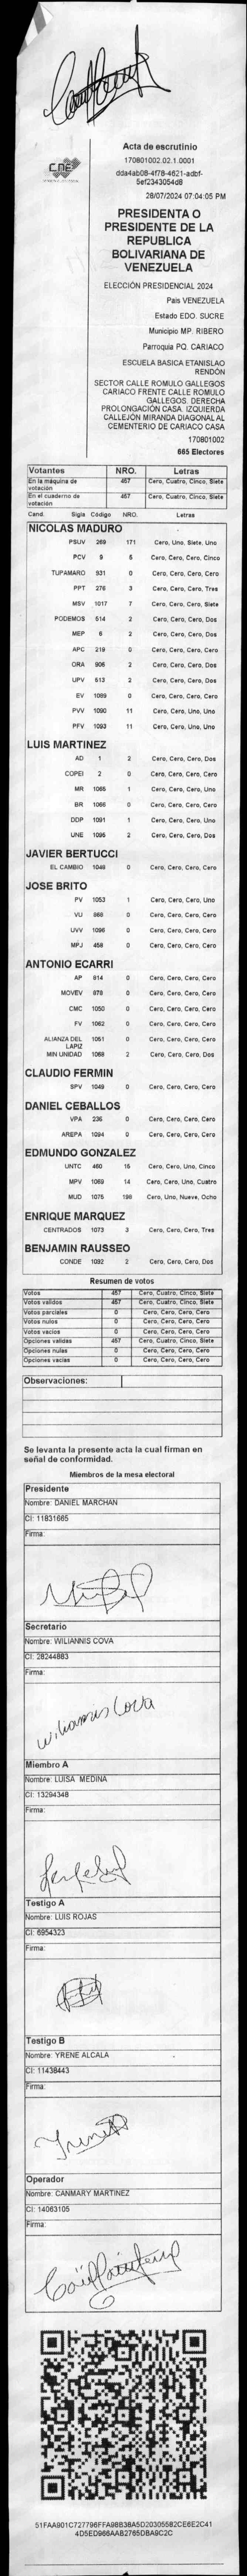 CNE
Acta de escrutinio
170801002.02.1.0001
dda4ab08-4f78-4621-adbf-
5ef2343054d8
28/07/2024 07:04:05 PM
PRESIDENTA O
PRESIDENTE DE LA
REPUBLICA
BOLIVARIANA DE
VENEZUELA
ELECCIÓN PRESIDENCIAL 2024
Pais VENEZUELA
Estado EDO. SUCRE
Municipio MP. RIBERO
Parroquia PQ. CARIACO
ESCUELA BASICA ETANISLAO
RENDÓN
SECTOR CALLE ROMULO GALLEGOS
CARIACO FRENTE CALLE ROMULO
GALLEGOS. DERECHA
PROLONGACIÓN CASA. IZQUIERDA
CALLEJÓN MIRANDA DIAGONAL AL
CEMENTERIO DE CARIACO CASA
170801002
665 Electores
Votantes NRO. Letras
En la máquina de votación 457 Cero, Cuatro, Cinco, Siete
En el cuaderno de votación 457 Cero, Cuatro, Cinco, Siete
Cand. Sigla Código NRO. Letras
NICOLAS MADURO
PSUV 269 171 Cero, Uno, Siete, Uno
PCV 9 5 Cero, Cero, Cero, Cinco
TUPAMARO 931 0 Cero, Cero, Cero, Cero
PPT 276 3 Cero, Cero, Cero, Tres
MSV 1017 7 Cero, Cero, Cero, Siete
PODEMOS 514 2 Cero, Cero, Cero, Dos
MEP 6 2 Cero, Cero, Cero, Dos
APC 219 0 Cero, Cero, Cero, Cero
ORA 906 2 Cero, Cero, Cero, Dos
UPV 513 2 Cero, Cero, Cero, Dos
EV 1089 0 Cero, Cero, Cero, Cero
PVV 1090 11 Cero, Cero, Uno, Uno
PFV 1093 11 Cero, Cero, Uno, Uno
LUIS MARTINEZ
AD 1 2 Cero, Cero, Cero, Dos
COPEI 2 0 Cero, Cero, Cero, Cero
MR 1065 1 Cero, Cero, Cero, Uno
BR 1066 0 Cero, Cero, Cero, Cero
DDP 1091 1 Cero, Cero, Cero, Uno
UNE 1095 2 Cero, Cero, Cero, Dos
JAVIER BERTUCCI
EL CAMBIO 1048 0 Cero, Cero, Cero, Cero
JOSE BRITO
PV 1053 1 Cero, Cero, Cero, Uno
VU 868 0 Cero, Cero, Cero, Cero
UVV 1096 0 Cero, Cero, Cero, Cero
MPJ 458 0 Cero, Cero, Cero, Cero
ANTONIO ECARRI
AP 914 0 Cero, Cero, Cero, Cero
MOVEV 978 0 Cero, Cero, Cero, Cero
CMC 1050 0 Cero, Cero, Cero, Cero
FV 1062 0 Cero, Cero, Cero, Cero
ALIANZA DEL LAPIZ 1051 0 Cero, Cero, Cero, Cero
MIN UNIDAD 1068 2 Cero, Cero, Cero, Dos
CLAUDIO FERMIN
SPV 1049 0 Cero, Cero, Cero, Cero
DANIEL CEBALLOS
VPA 236 0 Cero, Cero, Cero, Cero
AREPA 1094 0 Cero, Cero, Cero, Cero
EDMUNDO GONZALEZ
UNTC 460 15 Cero, Cero, Uno, Cinco
MPV 1069 14 Cero, Cero, Uno, Cuatro
MUD 1075 198 Cero, Uno, Nueve, Ocho
ENRIQUE MARQUEZ
CENTRADOS 1073 3 Cero, Cero, Cero, Tres
BENJAMIN RAUSSEO
CONDE 1092 2 Cero, Cero, Cero, Dos
Resumen de votos
Votos 457 Cero, Cuatro, Cinco, Siete
Votos validos 457 Cero, Cuatro, Cinco, Siete
Votos parciales 0 Cero, Cero, Cero, Cero
Votos nulos 0 Cero, Cero, Cero, Cero
Votos vacios 0 Cero, Cero, Cero, Cero
Opciones validas 457 Cero, Cuatro, Cinco, Siete
Opciones nulas 0 Cero, Cero, Cero, Cero
Opciones vacias 0 Cero, Cero, Cero, Cero
Observaciones:
Se levanta la presente acta la cual firman en
señal de conformidad.
Miembros de la mesa electoral
Presidente
Nombre: DANIEL MARCHAN
CI: 11831665
Firma:
Secretario
Nombre: WILIANNIS COVA
CI: 28244883
Firma:
Wiliannis Cova
Miembro A
Nombre: LUISA MEDINA
CI: 13294348
Firma:
Testigo A
Nombre: LUIS ROJAS
CI: 6954323
Firma:
Testigo B
Nombre: YRENE ALCALA
CI: 11438443
Firma:
Operador
Nombre: CANMARY MARTINEZ
CI: 14063105
Firma:
51FAA901C727796FFA98B38A5D20305582CE6E2C41
4D5ED966AAB2765DBA9C2C